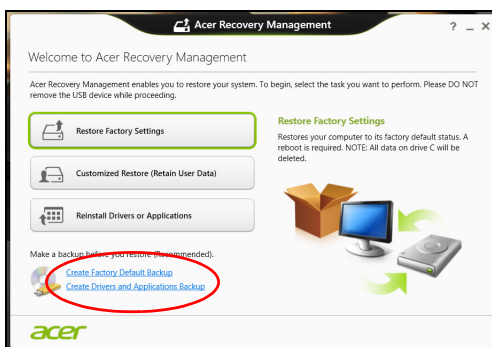 Acer Recovery Management
? _ X
Welcome to Acer Recovery Management
Acer Recovery Management enables you to restore your system. To begin, select the task you want to perform. Please DO NOT
remove the USB device while proceeding.
Restore Factory Settings
Customized Restore (Retain User Data)
Reinstall Drivers or Applications
Restore Factory Settings
Restores your computer to its factory default status. A
reboot is required. NOTE: All data on drive C will be
deleted.
Make a backup before you restore (Recommended).
Create Factory Default Backup
Create Drivers and Applications Backup
acer